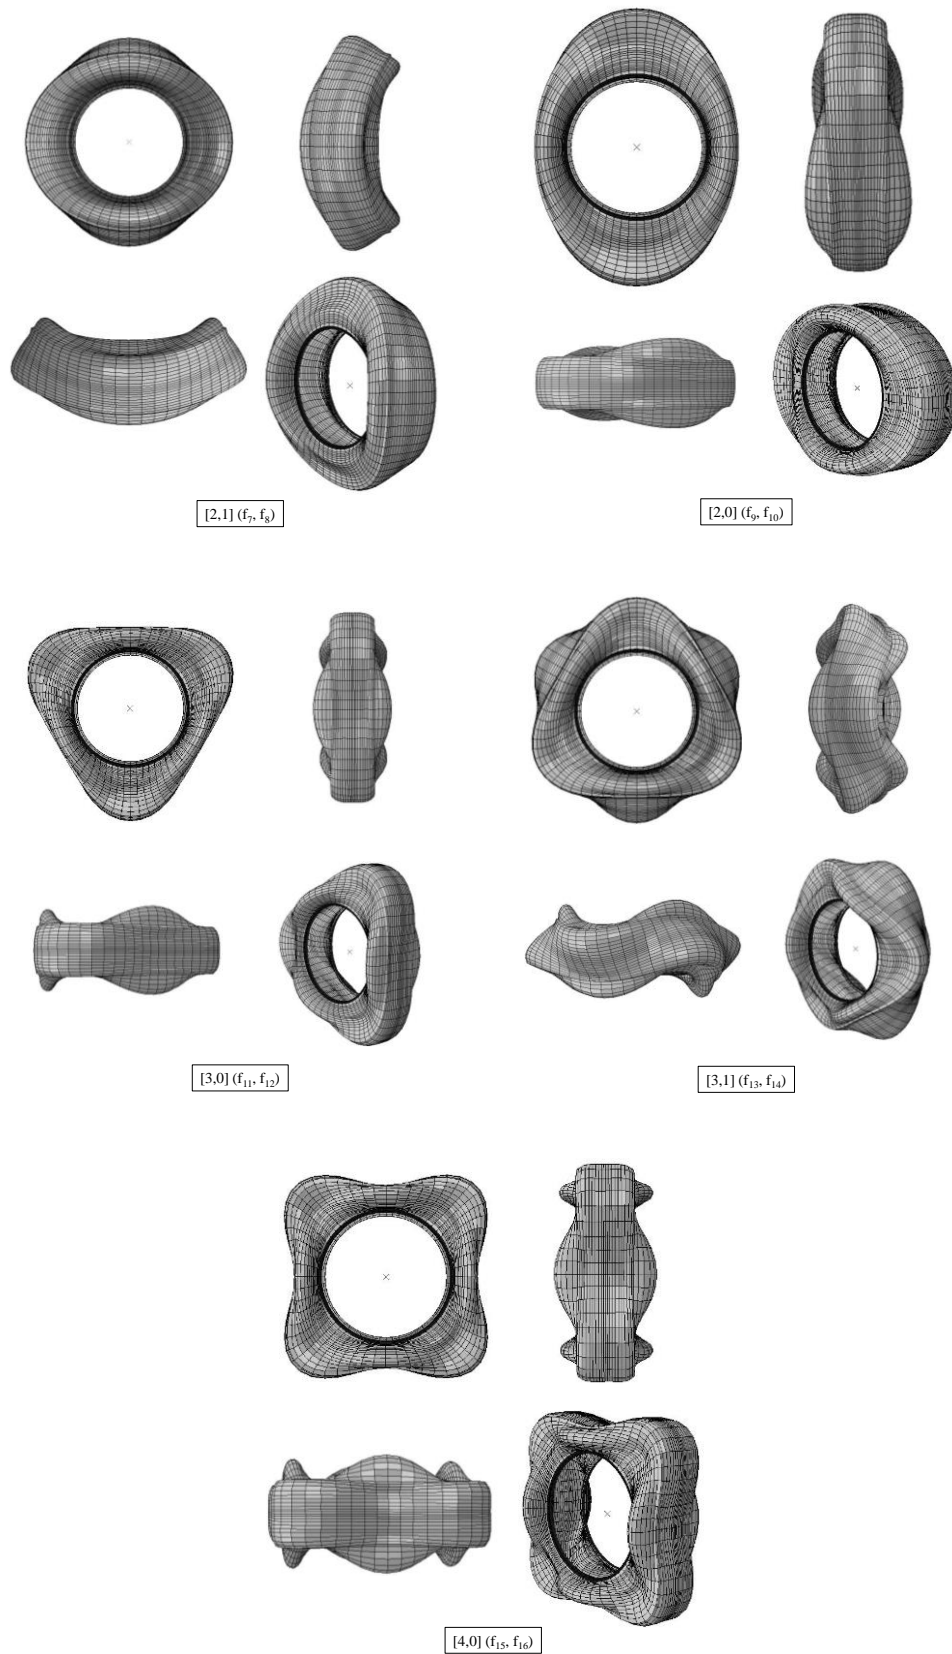 [2,1] (f₇, f₈)
[2,0] (f₉, f₁₀)
[3,0] (f₁₁, f₁₂)
[3,1] (f₁₃, f₁₄)
[4,0] (f₁₅, f₁₆)